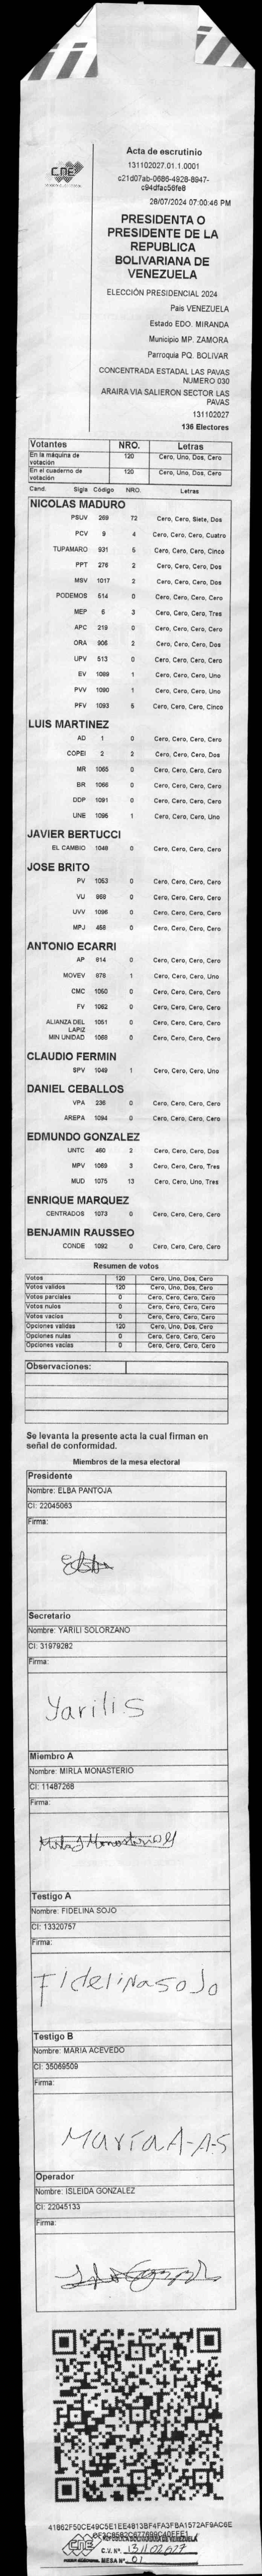 CNE
Acta de escrutinio
131102027.01.1.0001
c21d07ab-0686-4928-8947-
c94dfac56fe8
28/07/2024 07:00:46 PM
PRESIDENTA O
PRESIDENTE DE LA
REPUBLICA
BOLIVARIANA DE
VENEZUELA
ELECCIÓN PRESIDENCIAL 2024
País VENEZUELA
Estado EDO. MIRANDA
Municipio MP. ZAMORA
Parroquia PQ. BOLIVAR
CONCENTRADA ESTADAL LAS PAVAS
NUMERO 030
ARAIRA VIA SALIERON SECTOR LAS
PAVAS
131102027
136 Electores
Votantes NRO. Letras
En la máquina de votación 120 Cero, Uno, Dos, Cero
En el cuaderno de votación 120 Cero, Uno, Dos, Cero
Cand. Sigls Código NRO. Letras
NICOLAS MADURO
PSUV 269 72 Cero, Cero, Siete, Dos
PCV 9 4 Cero, Cero, Cero, Cuatro
TUPAMARO 931 5 Cero, Cero, Cero, Cinco
PPT 276 2 Cero, Cero, Cero, Dos
MSV 1017 2 Cero, Cero, Cero, Dos
PODEMOS 514 0 Cero, Cero, Cero, Cero
MEP 6 3 Cero, Cero, Cero, Tres
APC 219 0 Cero, Cero, Cero, Cero
ORA 906 2 Cero, Cero, Cero, Dos
UPV 513 0 Cero, Cero, Cero, Cero
EV 1089 1 Cero, Cero, Cero, Uno
PVV 1090 1 Cero, Cero, Cero, Uno
PFV 1093 5 Cero, Cero, Cero, Cinco
LUIS MARTINEZ
AD 1 0 Cero, Cero, Cero, Cero
COPEI 2 2 Cero, Cero, Cero, Dos
MR 1065 0 Cero, Cero, Cero, Cero
BR 1066 0 Cero, Cero, Cero, Cero
DDP 1091 0 Cero, Cero, Cero, Cero
UNE 1095 1 Cero, Cero, Cero, Uno
JAVIER BERTUCCI
EL CAMBIO 1048 0 Cero, Cero, Cero, Cero
JOSE BRITO
PV 1053 0 Cero, Cero, Cero, Cero
VU 868 0 Cero, Cero, Cero, Cero
UVV 1096 0 Cero, Cero, Cero, Cero
MPJ 458 0 Cero, Cero, Cero, Cero
ANTONIO ECARRI
AP 814 0 Cero, Cero, Cero, Cero
MOVEV 978 1 Cero, Cero, Cero, Uno
CMC 1050 0 Cero, Cero, Cero, Cero
FV 1062 0 Cero, Cero, Cero, Cero
ALIANZA DEL LAPIZ 1051 0 Cero, Cero, Cero, Cero
MIN UNIDAD 1068 0 Cero, Cero, Cero, Cero
CLAUDIO FERMIN
SPV 1049 1 Cero, Cero, Cero, Uno
DANIEL CEBALLOS
VPA 236 0 Cero, Cero, Cero, Cero
AREPA 1094 0 Cero, Cero, Cero, Cero
EDMUNDO GONZALEZ
UNTC 460 2 Cero, Cero, Cero, Dos
MPV 1069 3 Cero, Cero, Cero, Tres
MUD 1075 13 Cero, Cero, Uno, Tres
ENRIQUE MARQUEZ
CENTRADOS 1073 0 Cero, Cero, Cero, Cero
BENJAMIN RAUSSEO
CONDE 1092 0 Cero, Cero, Cero, Cero
Resumen de votos
Votos 120 Cero, Uno, Dos, Cero
Votos validos 120 Cero, Uno, Dos, Cero
Votos parciales 0 Cero, Cero, Cero, Cero
Votos nulos 0 Cero, Cero, Cero, Cero
Votos vacios 0 Cero, Cero, Cero, Cero
Opciones validas 120 Cero, Uno, Dos, Cero
Opciones nulas 0 Cero, Cero, Cero, Cero
Opciones vacias 0 Cero, Cero, Cero, Cero
Observaciones:
Se levanta la presente acta la cual firman en
señal de conformidad.
Miembros de la mesa electoral
Presidente
Nombre: ELBA PANTOJA
CI: 22045063
Firma:
Secretario
Nombre: YARILI SOLORZANO
CI: 31979282
Firma:
Yarilis
Miembro A
Nombre: MIRLA MONASTERIO
CI: 11487268
Firma:
Testigo A
Nombre: FIDELINA SOJO
CI: 13320757
Firma:
Fidelina sojo
Testigo B
Nombre: MARIA ACEVEDO
CI: 35069509
Firma:
Maria A-A-S
Operador
Nombre: ISLEIDA GONZALEZ
CI: 22045133
Firma:
41862F50CE49C5E1EE4813BF4FA3FBA1572AF9AC6E
CNE REPÚBLICA BOLIVARIANA DE VENEZUELA
C.V. Nº. 131102027
MESA Nº. 01